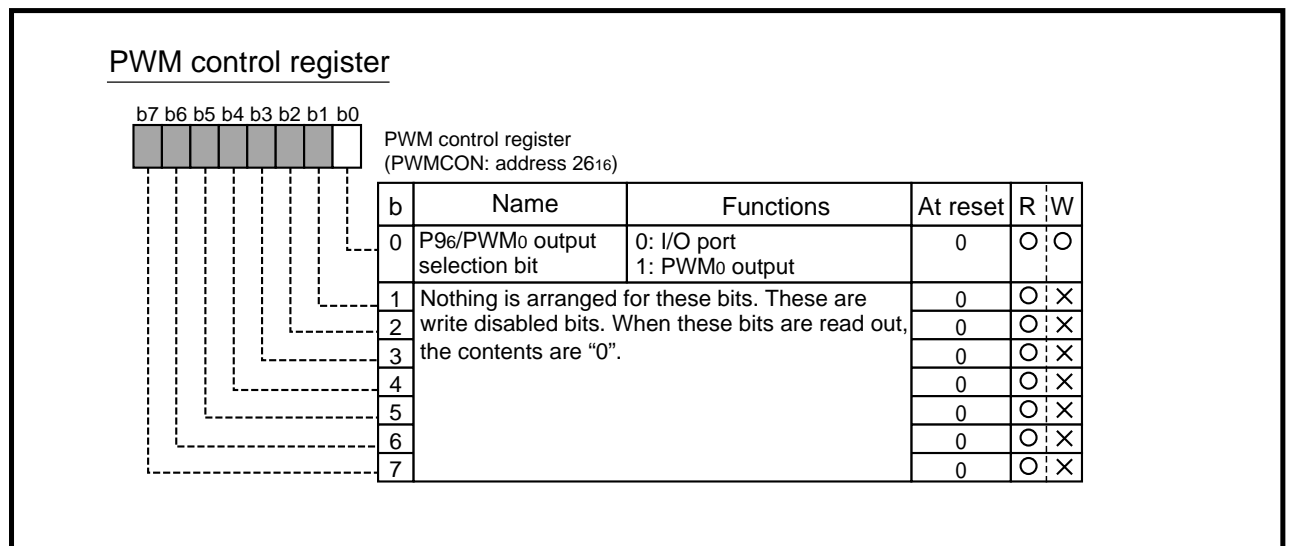 PWM control register
b7 b6 b5 b4 b3 b2 b1 b0
PWM control register
(PWMCON: address 2616)
b Name Functions At reset R W
0 P96/PWM0 output 0: I/O port 0 O O
selection bit 1: PWM0 output
1 Nothing is arranged for these bits. These are 0 O ×
2 write disabled bits. When these bits are read out, 0 O ×
3 the contents are “0”. 0 O ×
4 0 O ×
5 0 O ×
6 0 O ×
7 0 O ×